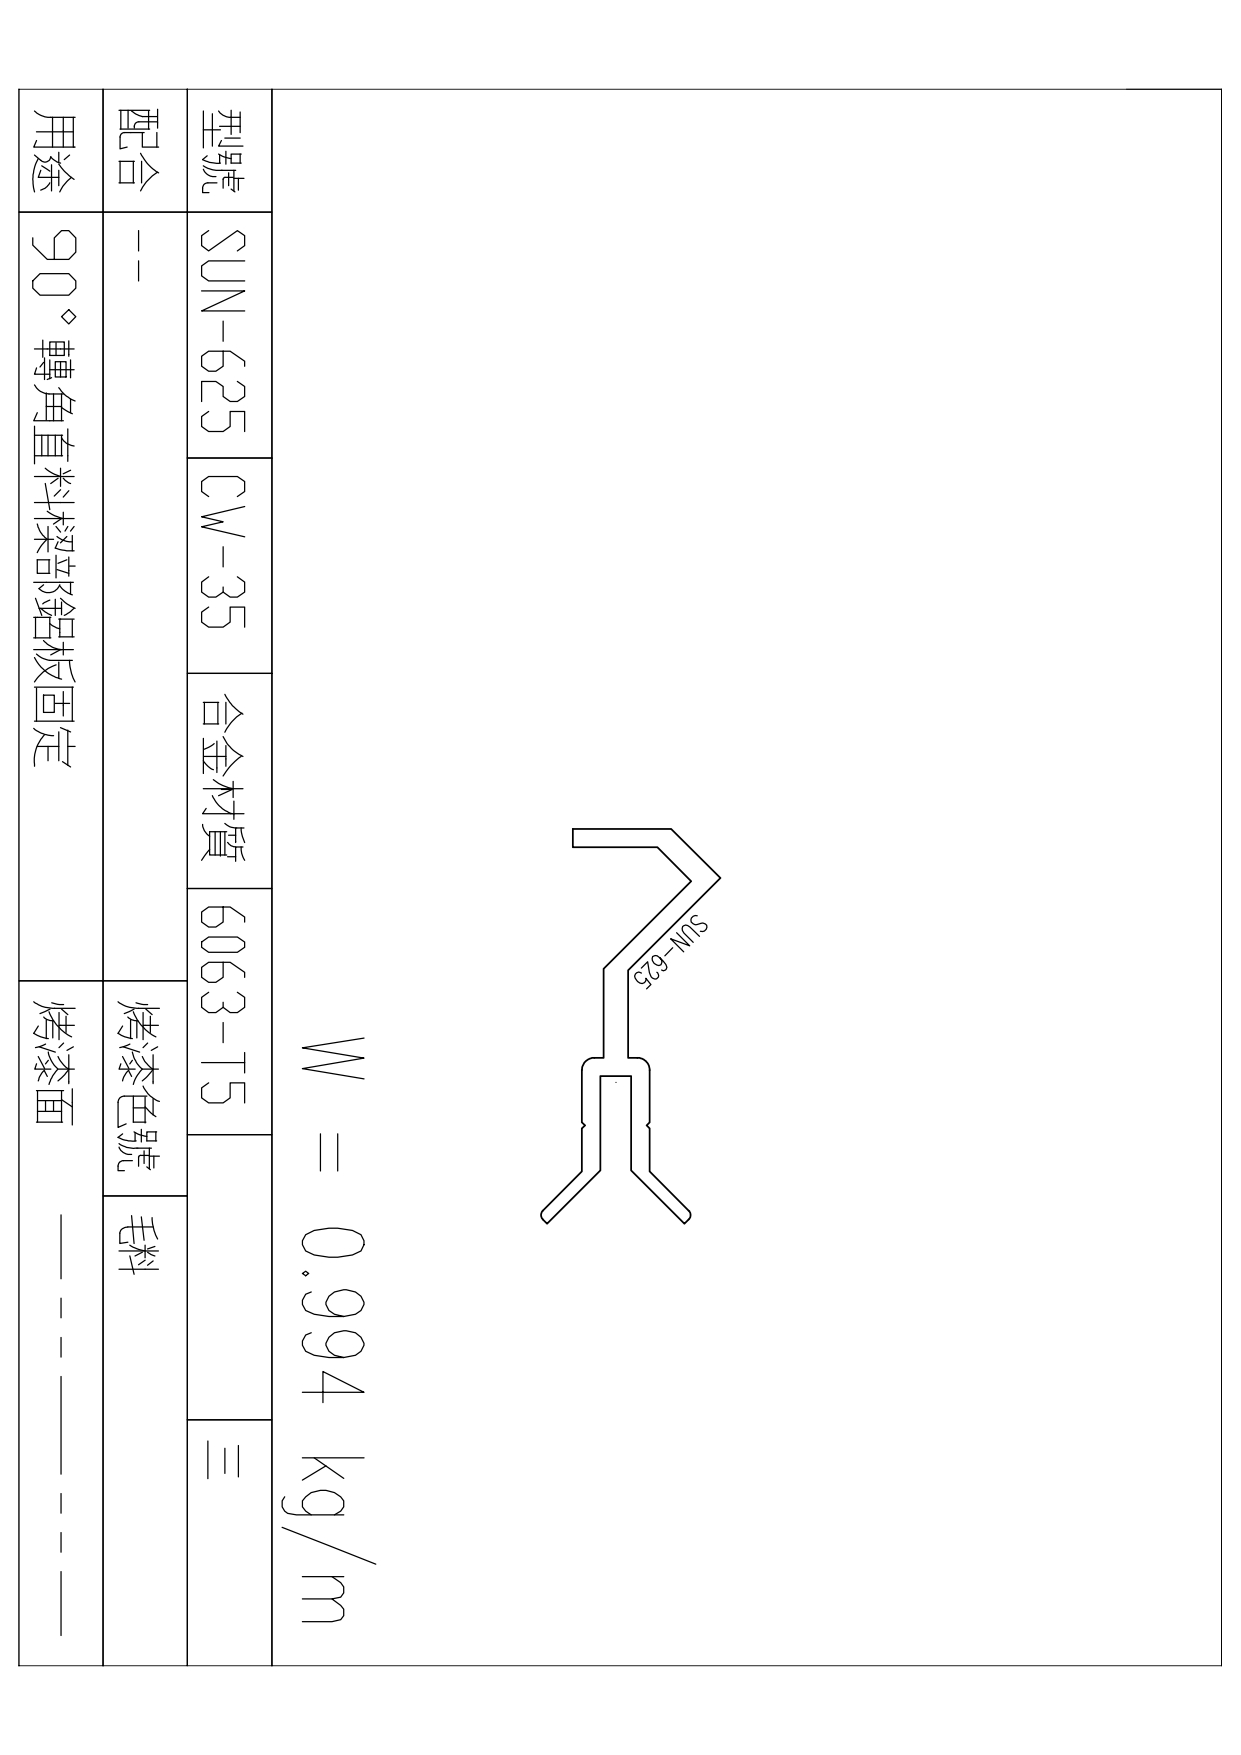 SUN-625
W = 0.994 kg/m
型號 SUN-625 CW-35 合金材質 6063-T5 三
配合 -- 烤漆色號 毛料
用途 90°轉角直料樑部鋁板固定 烤漆面